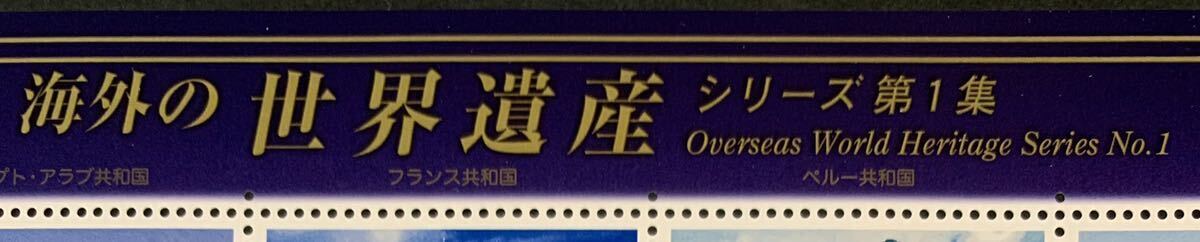 海外の世界遺産 シリーズ 第1集
Overseas World Heritage Series No.1
プト・アラブ共和国 フランス共和国 ペルー共和国